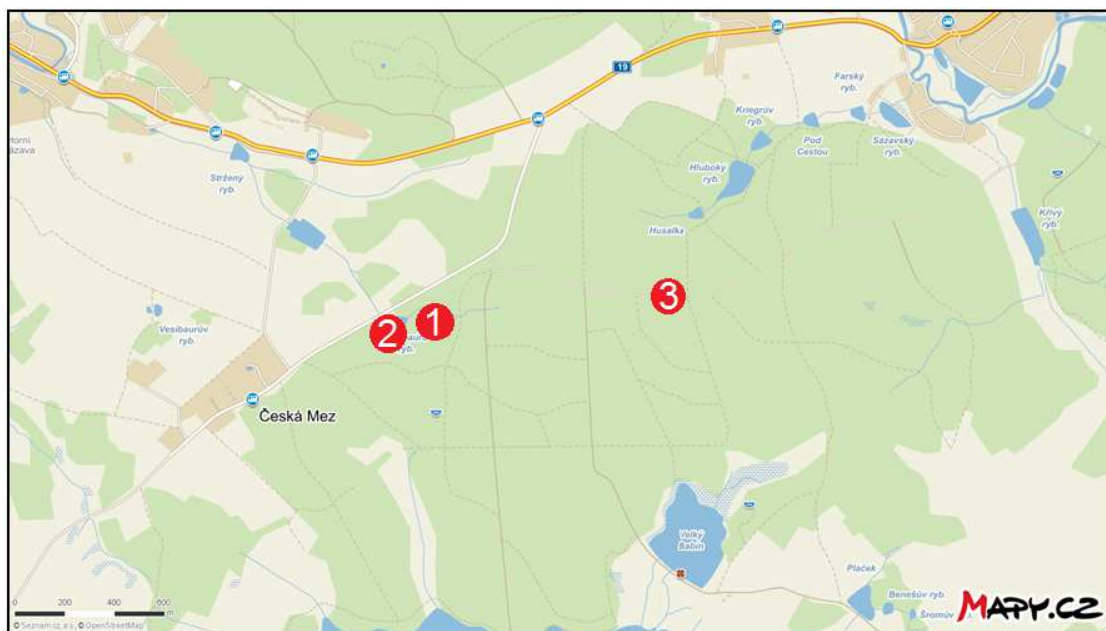 19
Farský
ryb.
Kriegrův
ryb.
Horní
Pod
Cestou
Sázavský
ryb.
Stržený
ryb.
Hluboký
ryb.
Křivý
ryb.
Husalka
3
1
2
ryb.
Vesibaurův
ryb.
Česká Mez
Velký
Babín
Plaček
Benešův ryb.
Šromův
0 200 400 600
m
© Seznam.cz, a.s., © OpenStreetMap
MAPY.CZ